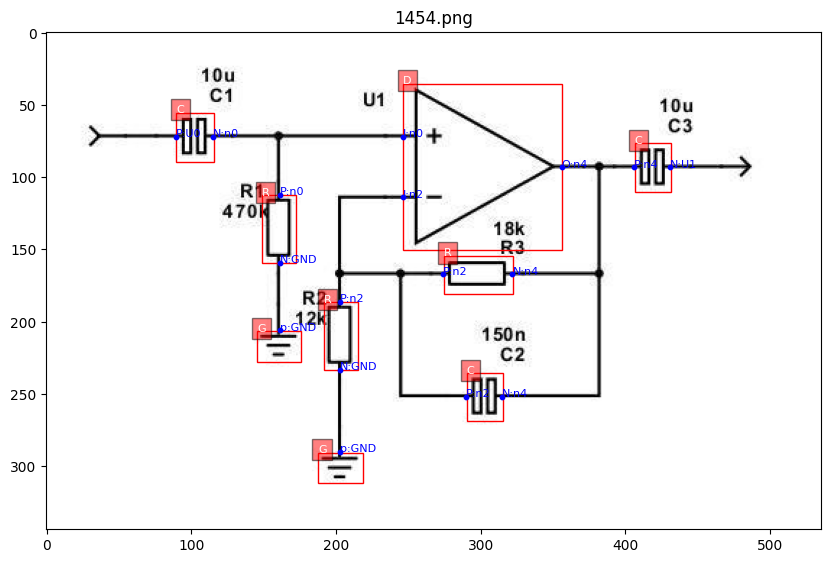 1454.png
10u
C1
U1
10u
C3
D
C
C
P:U0
N:n0
I:n0
O:n4
P:n4
N:U1
R1
470k
R
P:n0
I:n2
N:GND
18k
R3
R
P:n2
N:n4
R2
12k
R
P:n2
G
p:GND
150n
C2
C
P:n2
N:n4
N:GND
G
p:GND
0
50
100
150
200
250
300
0
100
200
300
400
500